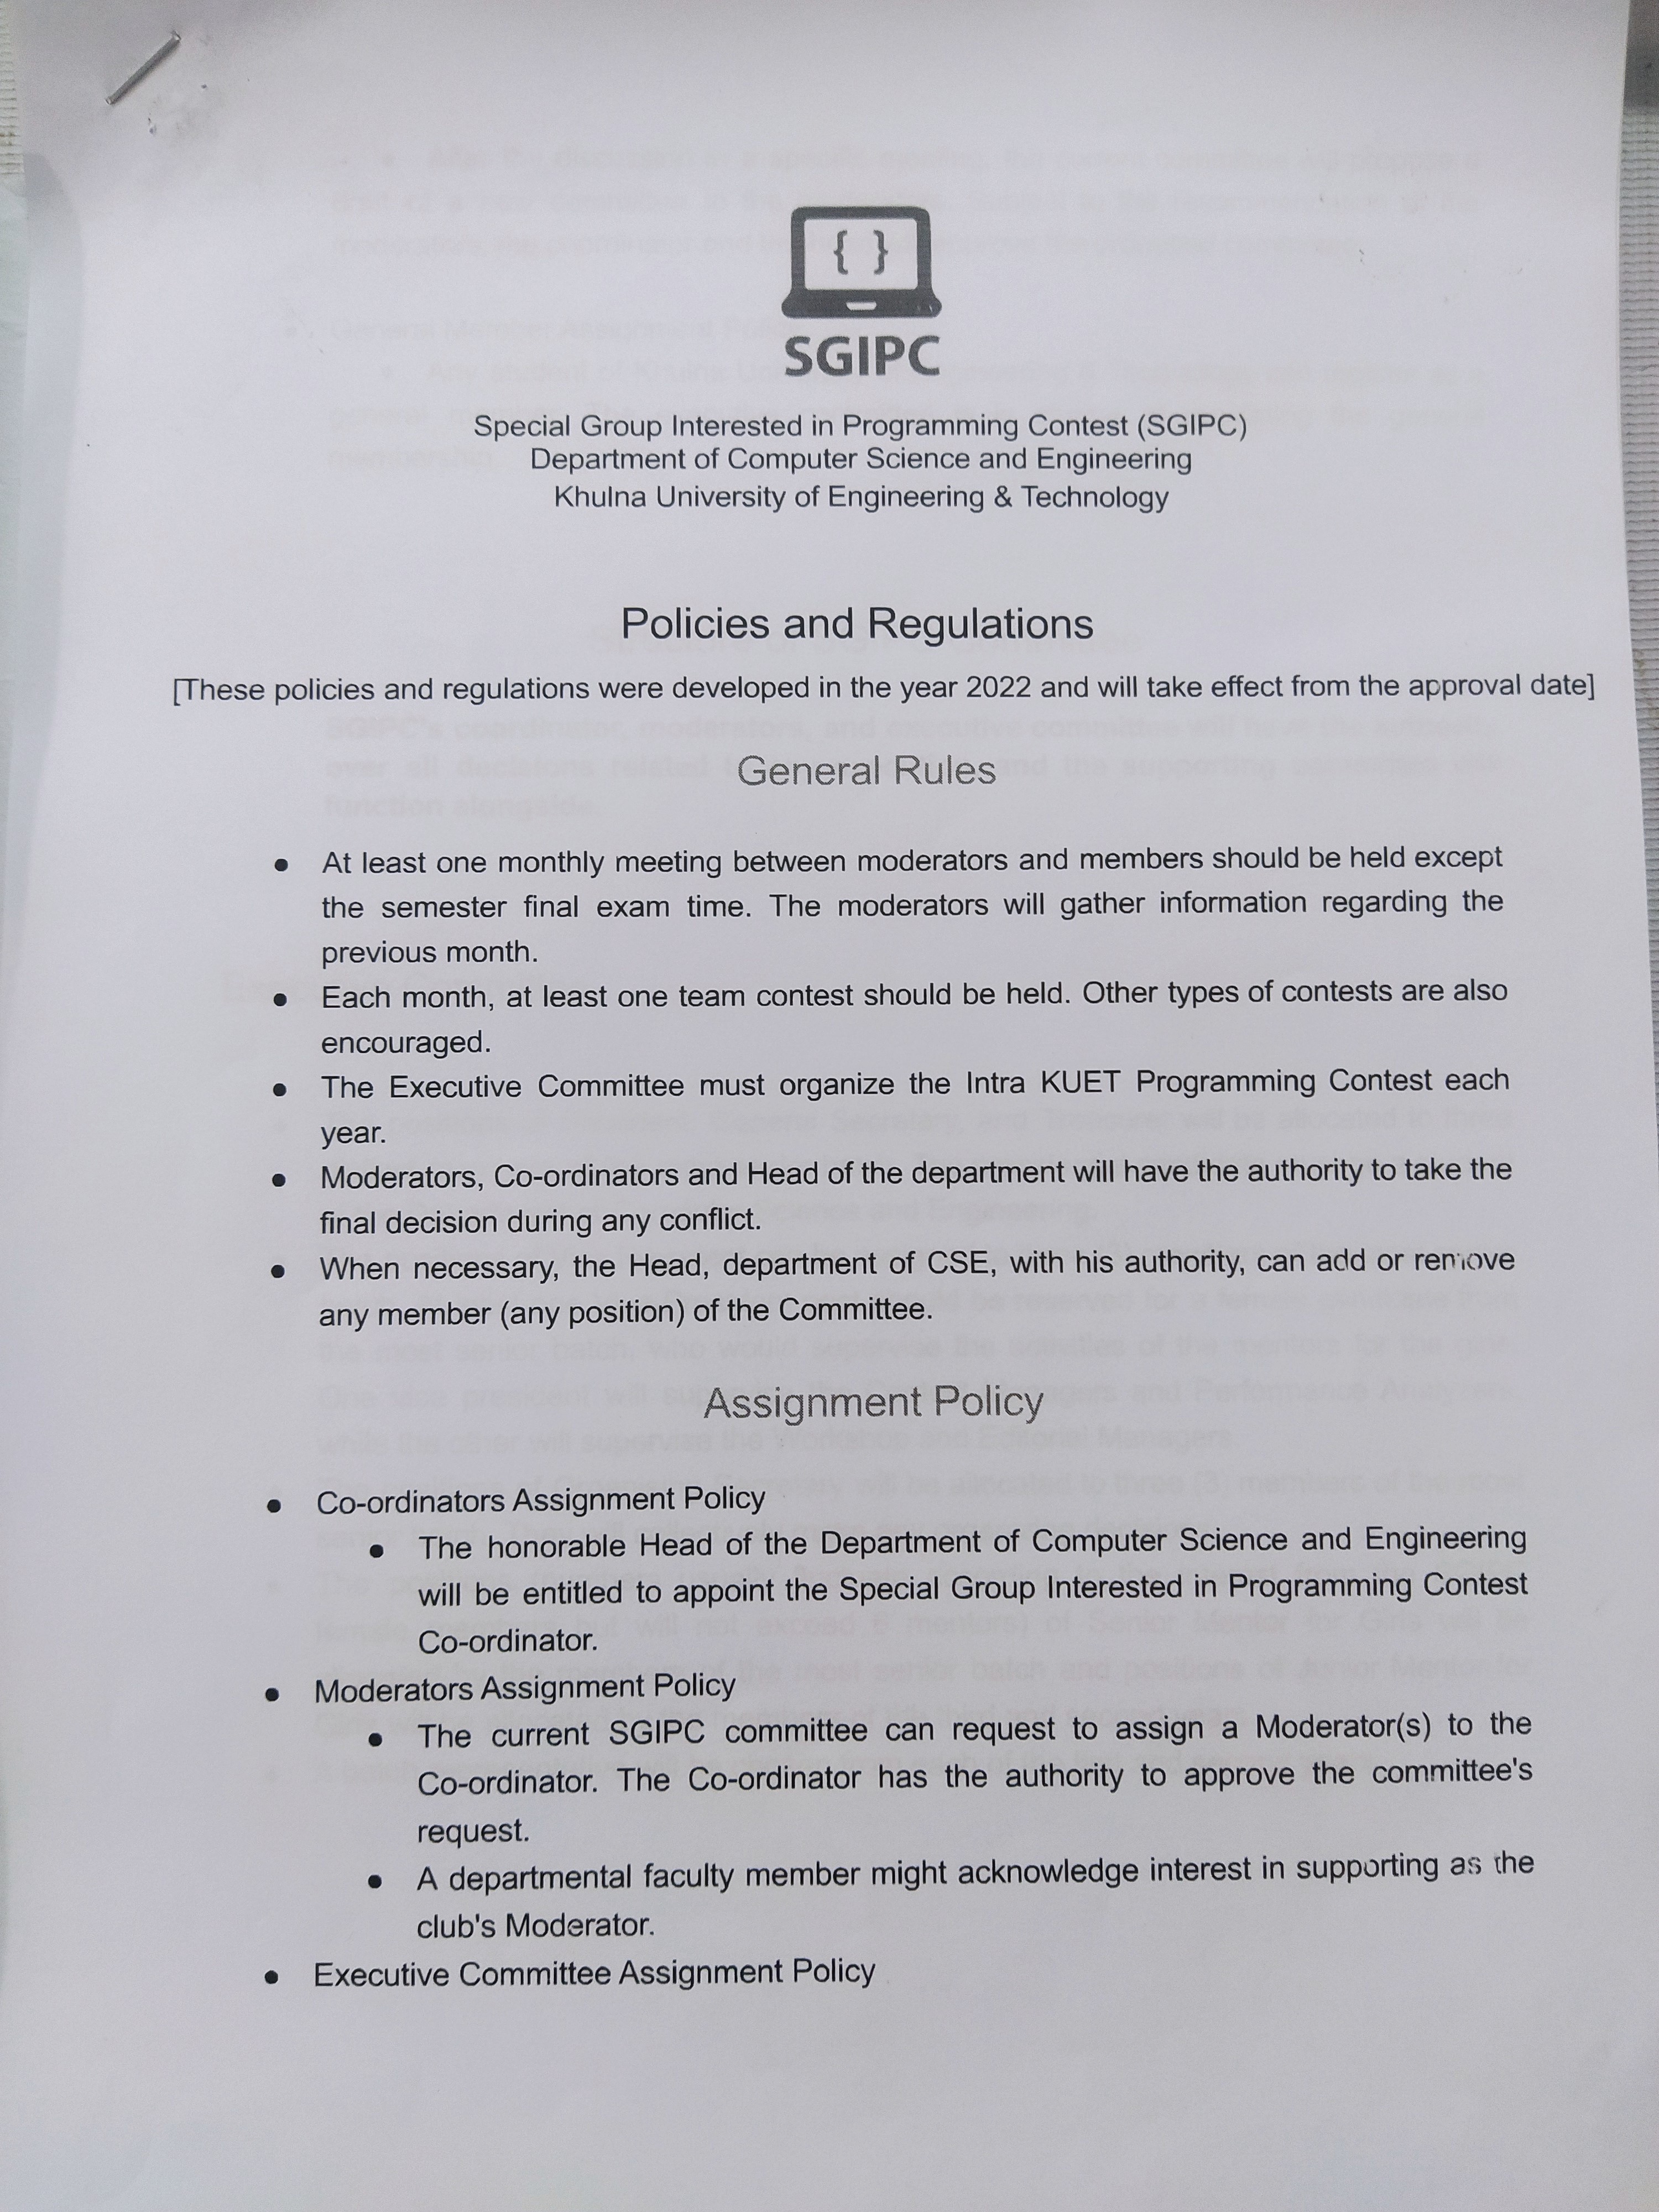 { }
SGIPC
Special Group Interested in Programming Contest (SGIPC)
Department of Computer Science and Engineering
Khulna University of Engineering & Technology
Policies and Regulations
[These policies and regulations were developed in the year 2022 and will take effect from the approval date]
General Rules
● At least one monthly meeting between moderators and members should be held except
the semester final exam time. The moderators will gather information regarding the
previous month.
● Each month, at least one team contest should be held. Other types of contests are also
encouraged.
● The Executive Committee must organize the Intra KUET Programming Contest each
year.
● Moderators, Co-ordinators and Head of the department will have the authority to take the
final decision during any conflict.
● When necessary, the Head, department of CSE, with his authority, can add or remove
any member (any position) of the Committee.
Assignment Policy
● Co-ordinators Assignment Policy
● The honorable Head of the Department of Computer Science and Engineering
will be entitled to appoint the Special Group Interested in Programming Contest
Co-ordinator.
● Moderators Assignment Policy
● The current SGIPC committee can request to assign a Moderator(s) to the
Co-ordinator. The Co-ordinator has the authority to approve the committee's
request.
● A departmental faculty member might acknowledge interest in supporting as the
club's Moderator.
● Executive Committee Assignment Policy